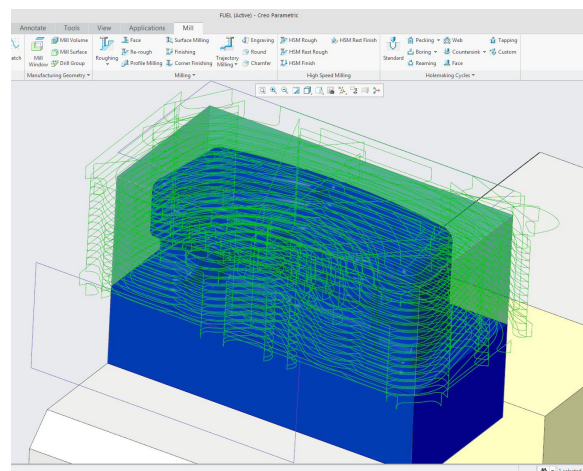 FUEL (Active) - Creo Parametric
Annotate Tools View Applications Mill
Mill Volume Face Surface Milling Engraving HSM Rough HSM Rest Finish Pecking Web Tapping
atch Mill Window Mill Surface Roughing Re-rough Finishing Trajectory Milling Round HSM Rest Rough Standard Boring Countersink Custom
Drill Group Profile Milling Corner Finishing Chamfer HSM Finish Reaming Face
Manufacturing Geometry Milling High Speed Milling Holemaking Cycles